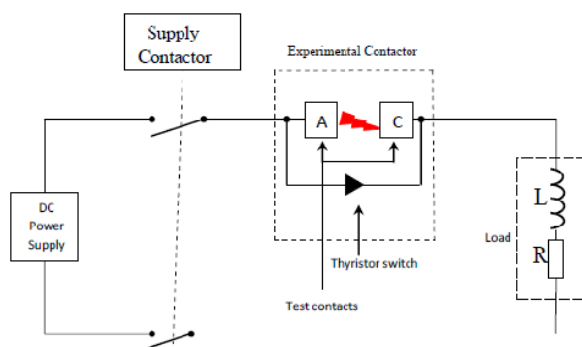 Supply
Contactor
Experimental Contactor
A
C
DC
Power
Supply
Thyristor switch
Test contacts
Load
L
R